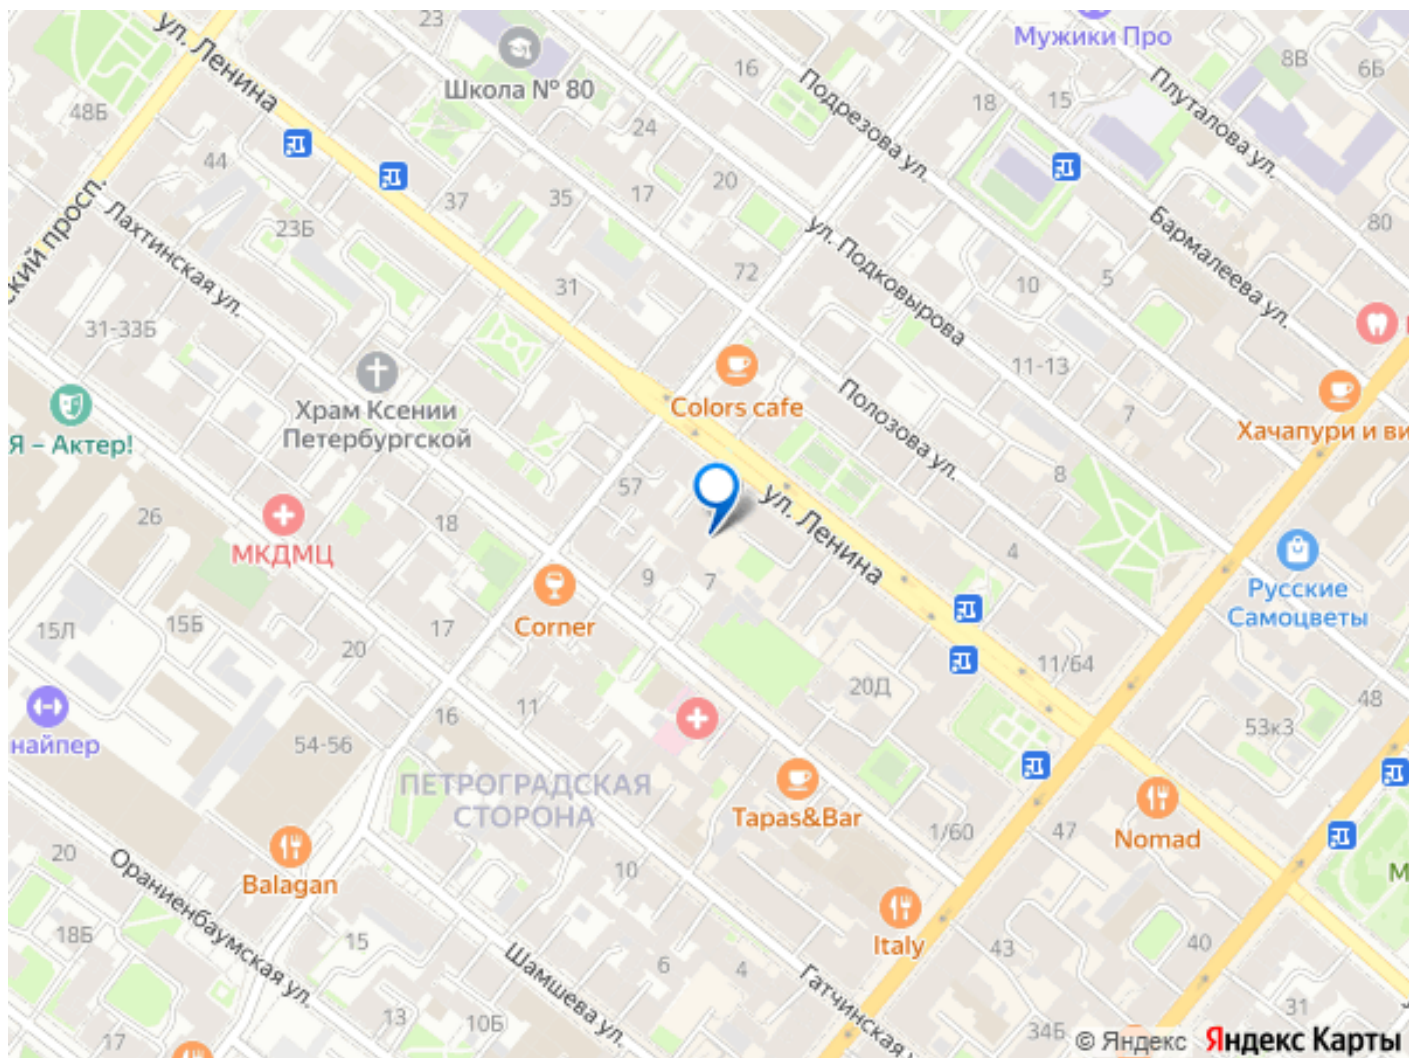 23
ул. Ленина
Школа № 80
Мужики Про
16
Подрезова ул.
18
15
Плуталова ул.
8В
6Б
48Б
44
24
17
20
35
37
23Б
Лахтинская ул.
ский просп.
72
ул. Подковырова
10
5
Бармалеева ул.
80
31
31-33Б
Храм Ксении
Петербургской
Я – Актер!
Colors cafe
Полозова ул.
11-13
7
Хачапури и ви
57
8
26
МКДМЦ
18
ул. Ленина
4
9
7
Русские
Самоцветы
Corner
15Л
15Б
17
20
11/64
20Д
48
16
11
найпер
54-56
53к3
ПЕТРОГРАДСКАЯ
СТОРОНА
Tapas&Bar
1/60
47
Nomad
20
Ораниенбаумская ул.
Balagan
10
М
Italy
18Б
15
Шамшева ул.
6
4
Гатчинская у
43
40
31
17
13
10Б
34Б
© Яндекс
Яндекс Карты